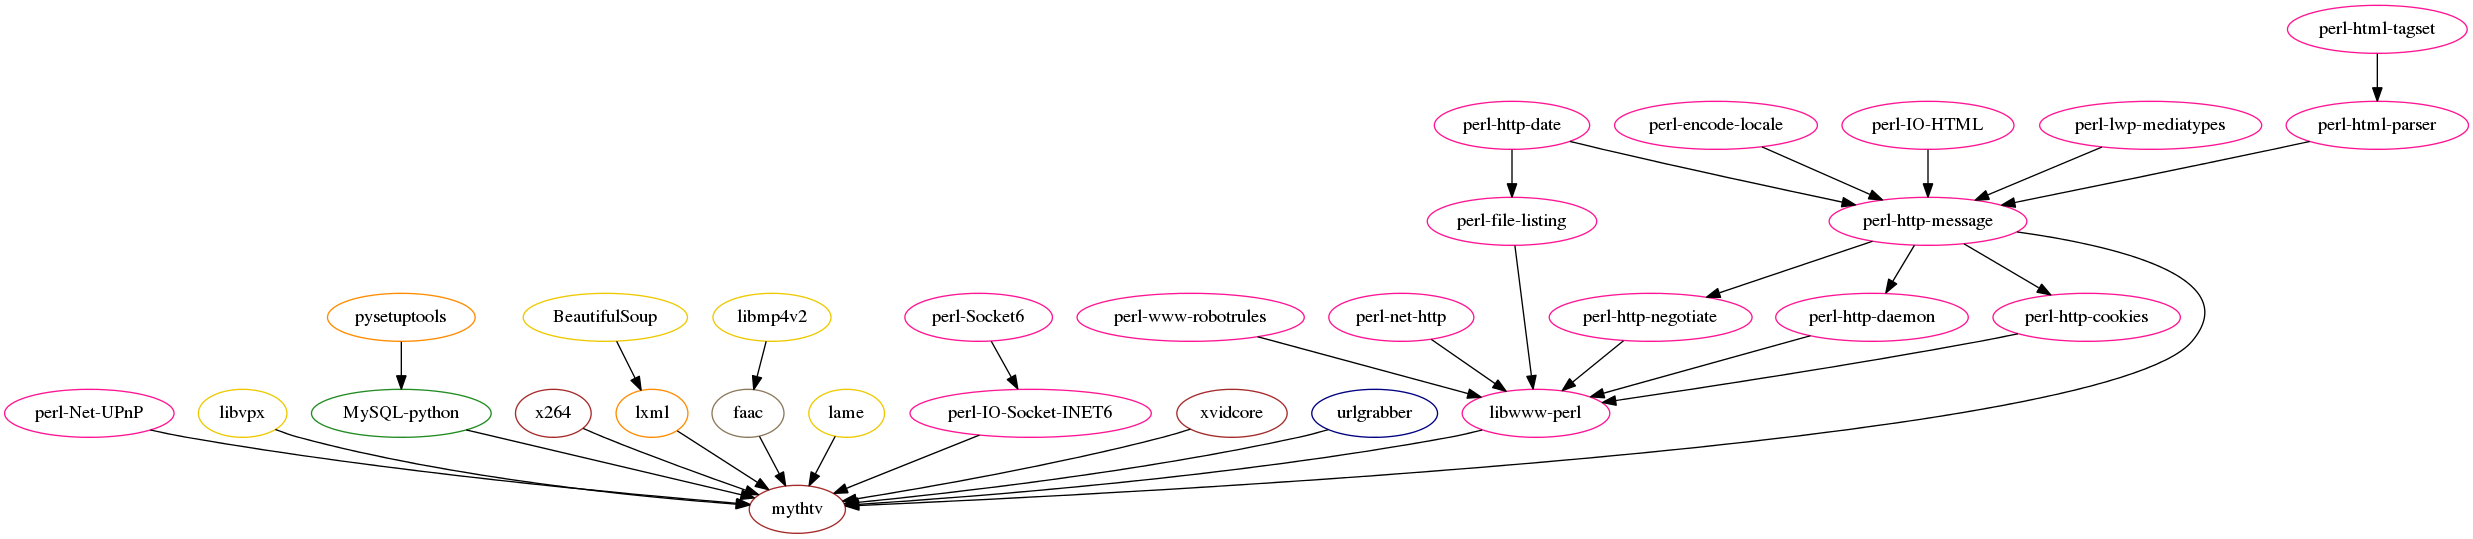 perl-html-tagset
perl-http-date
perl-encode-locale
perl-IO-HTML
perl-lwp-mediatypes
perl-html-parser
perl-file-listing
perl-http-message
pysetuptools
BeautifulSoup
libmp4v2
perl-Socket6
perl-www-robotrules
perl-net-http
perl-http-negotiate
perl-http-daemon
perl-http-cookies
perl-Net-UPnP
libvpx
MySQL-python
x264
lxml
faac
lame
perl-IO-Socket-INET6
xvidcore
urlgrabber
libwww-perl
mythtv